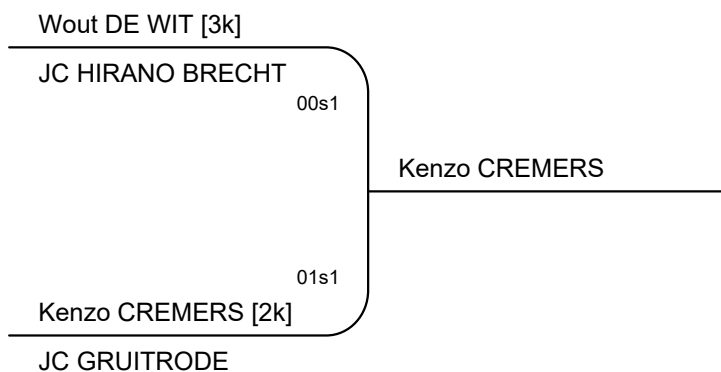 Wout DE WIT [3k]
JC HIRANO BRECHT
00s1
Kenzo CREMERS
01s1
Kenzo CREMERS [2k]
JC GRUITRODE